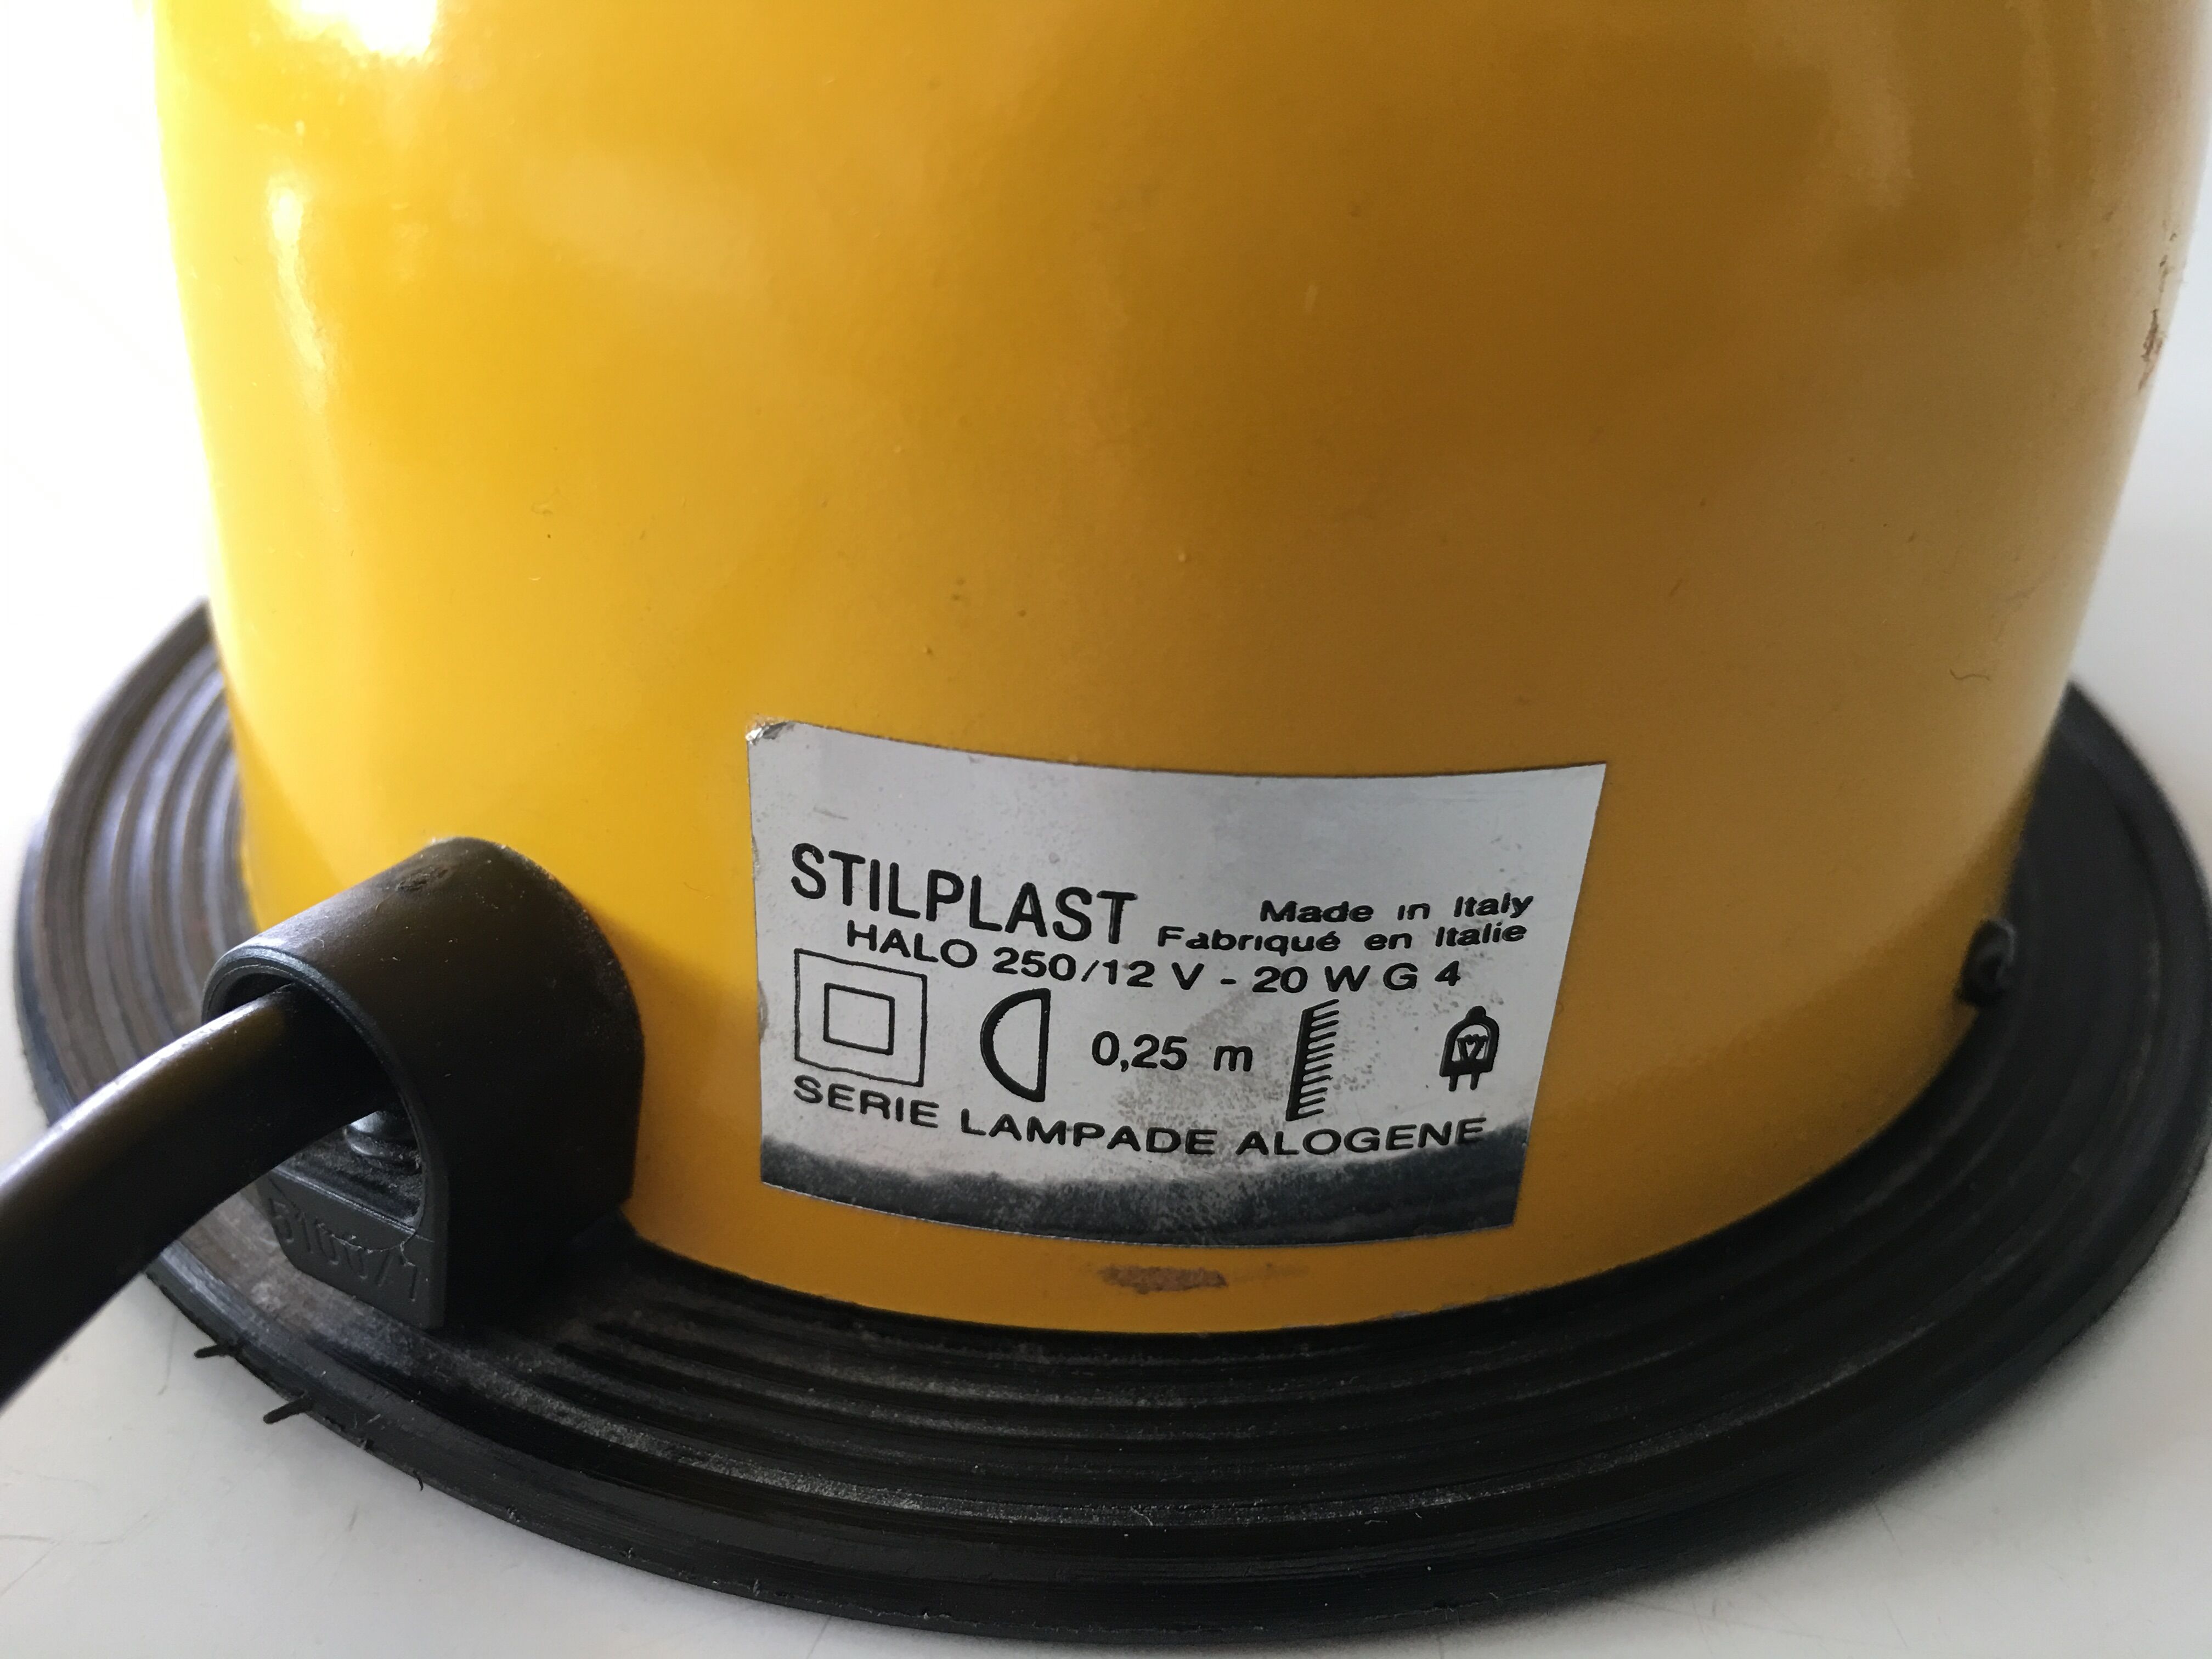 STILPLAST
Made in Italy
Fabriqué en Italie
HALO 250/12 V - 20 W G 4
0,25 m
SERIE LAMPADE ALOGENE